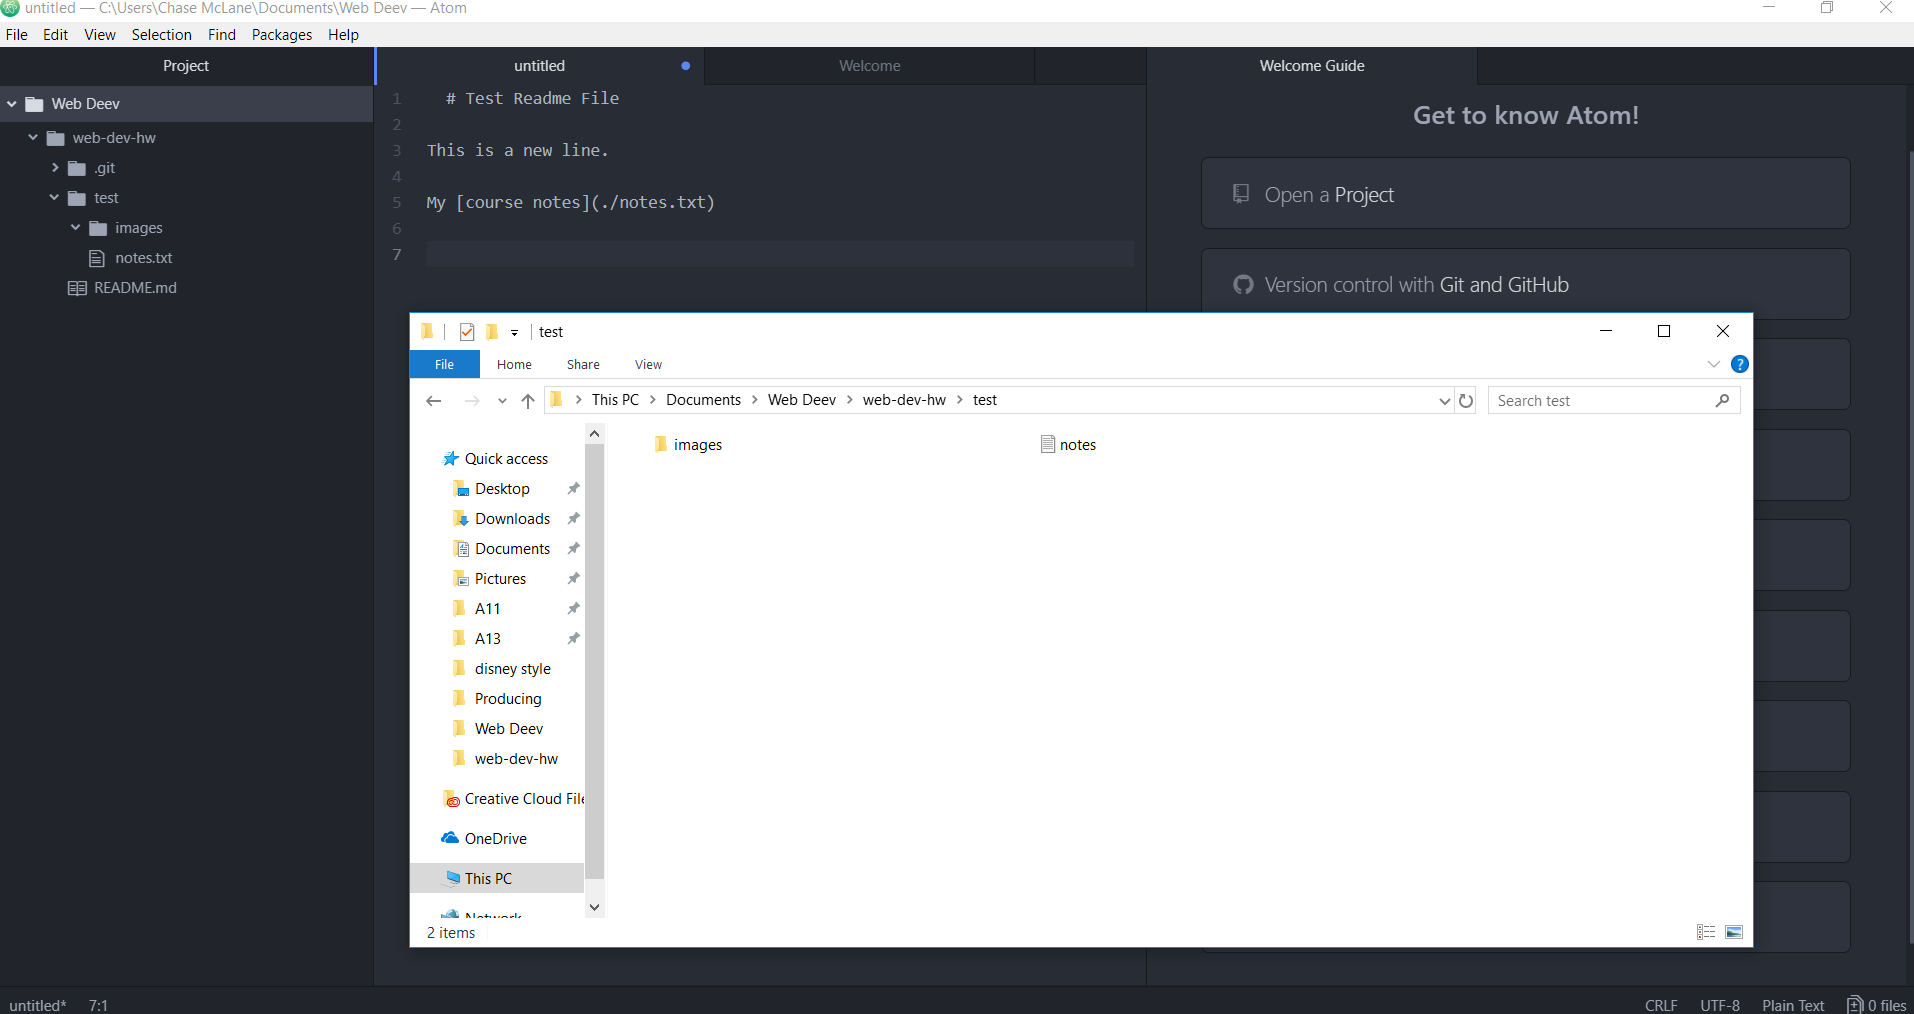 untitled — C:\Users\Chase McLane\Documents\Web Deev — Atom
File Edit View Selection Find Packages Help
Project
Web Deev
web-dev-hw
.git
test
images
notes.txt
README.md
untitled
Welcome
Welcome Guide
1 # Test Readme File
2
3 This is a new line.
4
5 My [course notes](./notes.txt)
6
7
Get to know Atom!
Open a Project
Version control with Git and GitHub
test
File Home Share View ?
This PC > Documents > Web Deev > web-dev-hw > test
Search test
Quick access
Desktop
Downloads
Documents
Pictures
A11
A13
disney style
Producing
Web Deev
web-dev-hw
Creative Cloud File
OneDrive
This PC
Network
images
notes
2 items
untitled* 7:1
CRLF UTF-8 Plain Text 0 files